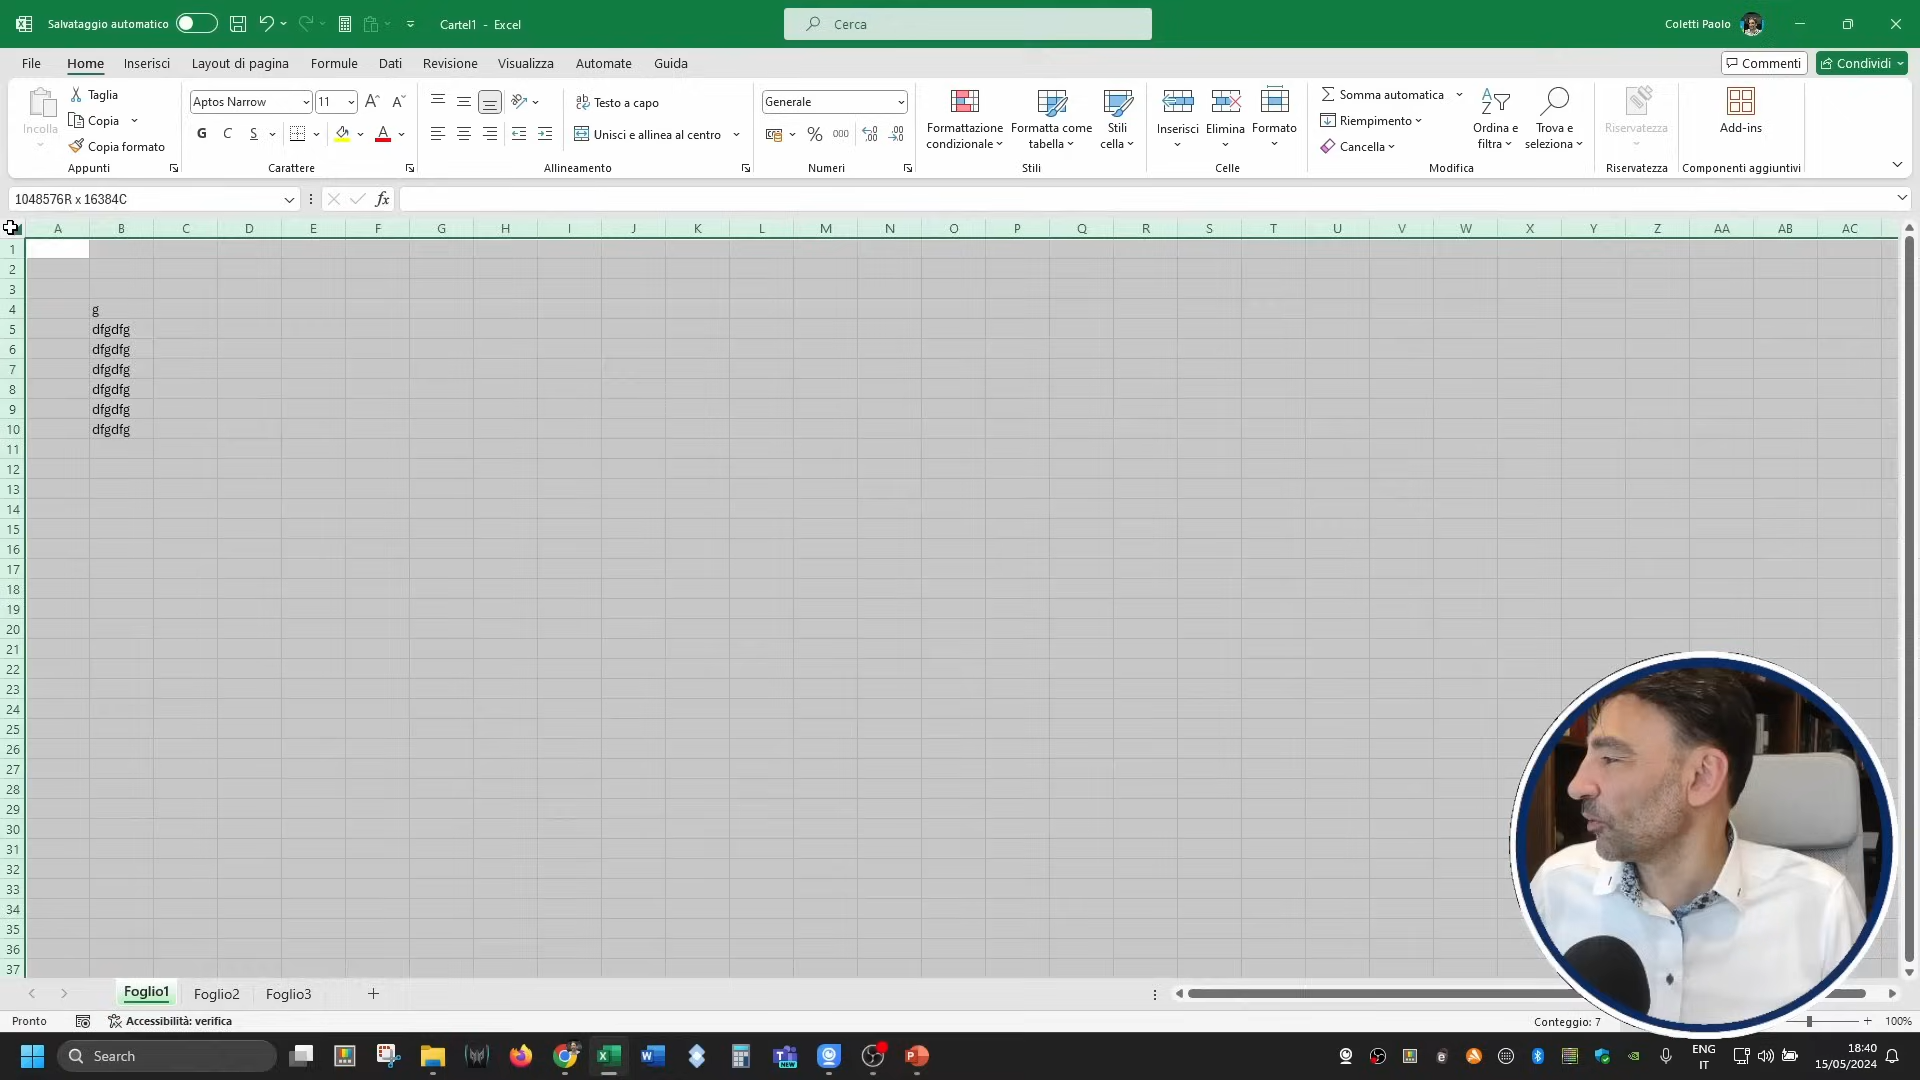 Salvataggio automatico
Cartel1 - Excel
Cerca
Coletti Paolo
File Home Inserisci Layout di pagina Formule Dati Revisione Visualizza Automate Guida
Commenti Condividi
Incolla
Taglia
Copia
Copia formato
Appunti
Aptos Narrow 11
G C S
Carattere
Testo a capo
Unisci e allinea al centro
Allineamento
Generale
% 000
Numeri
Formattazione condizionale
Formatta come tabella
Stili cella
Stili
Inserisci Elimina Formato
Celle
Somma automatica
Riempimento
Cancella
Ordina e filtra
Trova e seleziona
Modifica
Riservatezza
Riservatezza
Add-ins
Componenti aggiuntivi
1048576R x 16384C
fx
A B C D E F G H I J K L M N O P Q R S T U V W X Y Z AA AB AC
1
2
3
4 g
5 dfgdfg
6 dfgdfg
7 dfgdfg
8 dfgdfg
9 dfgdfg
10 dfgdfg
11
12
13
14
15
16
17
18
19
20
21
22
23
24
25
26
27
28
29
30
31
32
33
34
35
36
37
Foglio1 Foglio2 Foglio3
Pronto Accessibilità: verifica
Conteggio: 7
100%
Search
ENG
IT
18:40
15/05/2024